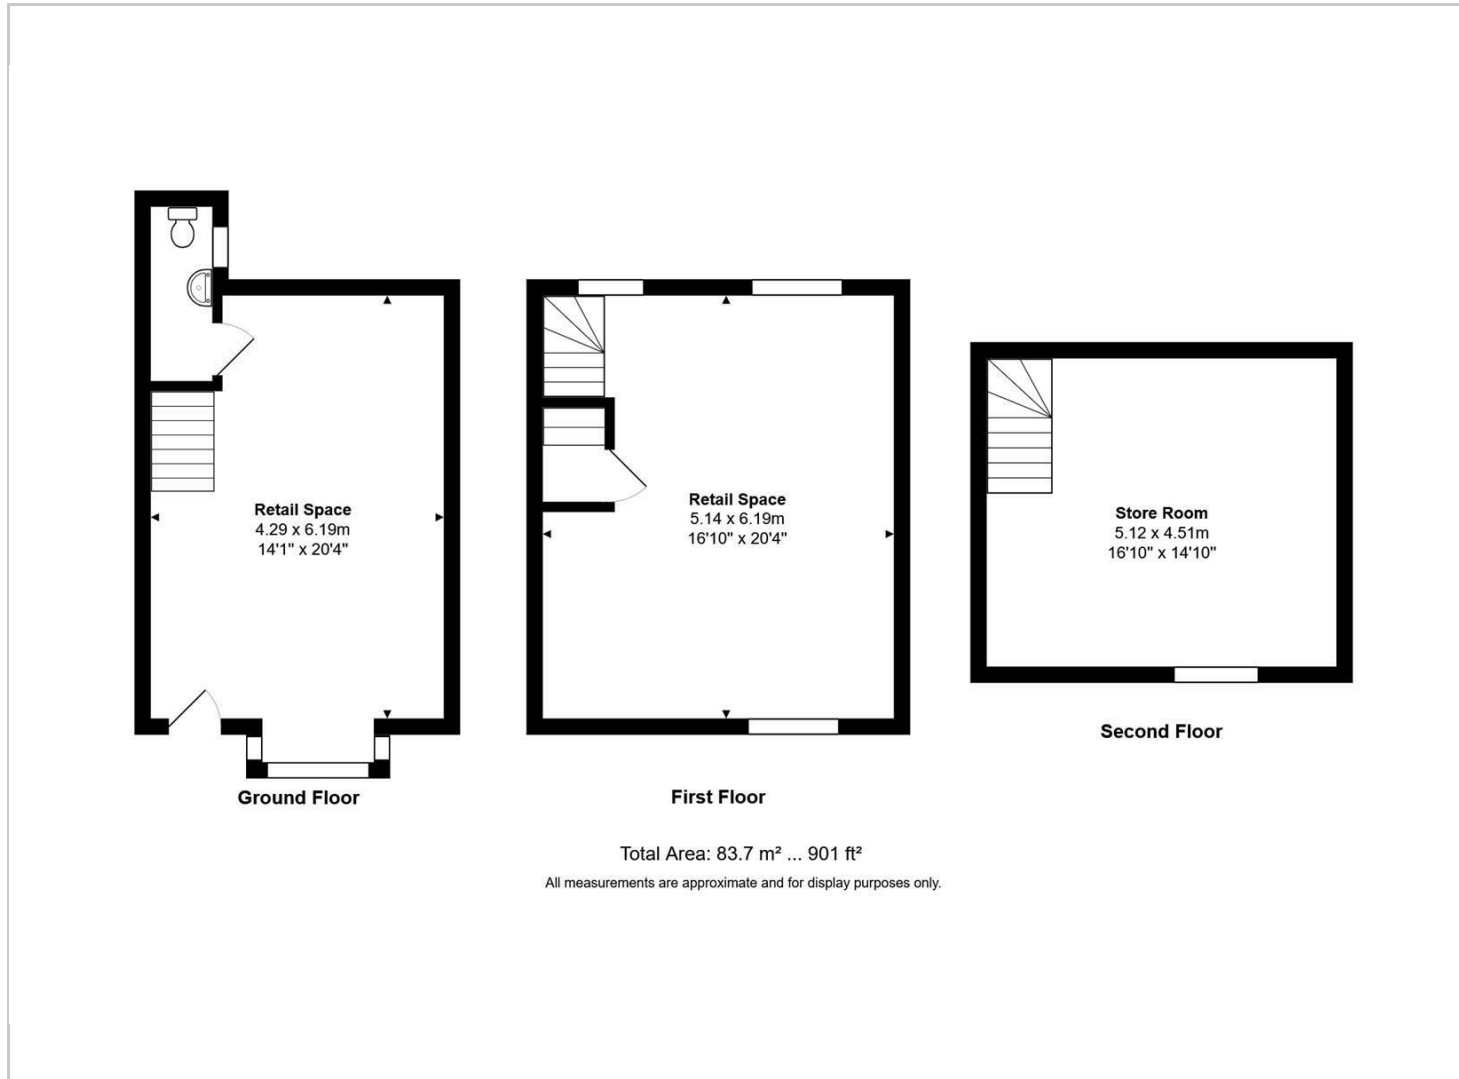 Retail Space
4.29 x 6.19m
14'1" x 20'4"
Ground Floor
Retail Space
5.14 x 6.19m
16'10" x 20'4"
First Floor
Store Room
5.12 x 4.51m
16'10" x 14'10"
Second Floor
Total Area: 83.7 m² ... 901 ft²
All measurements are approximate and for display purposes only.